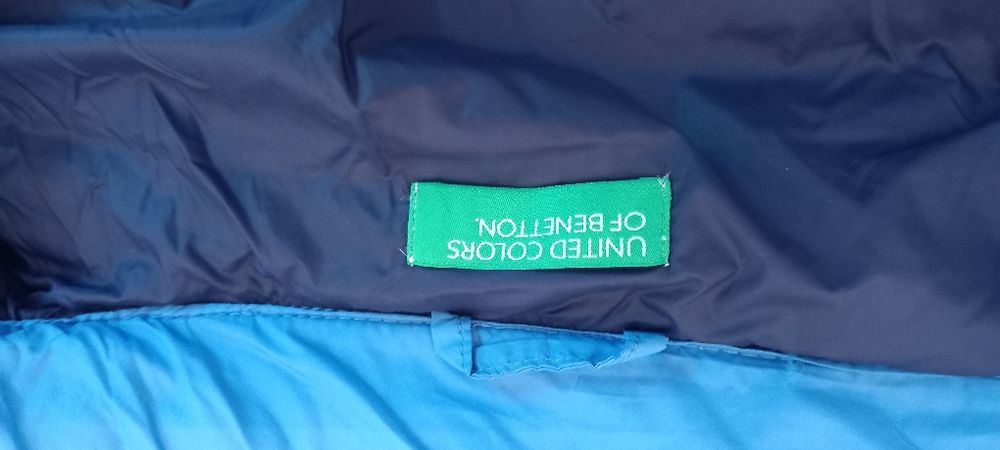 UNITED COLORS
OF BENETTON.